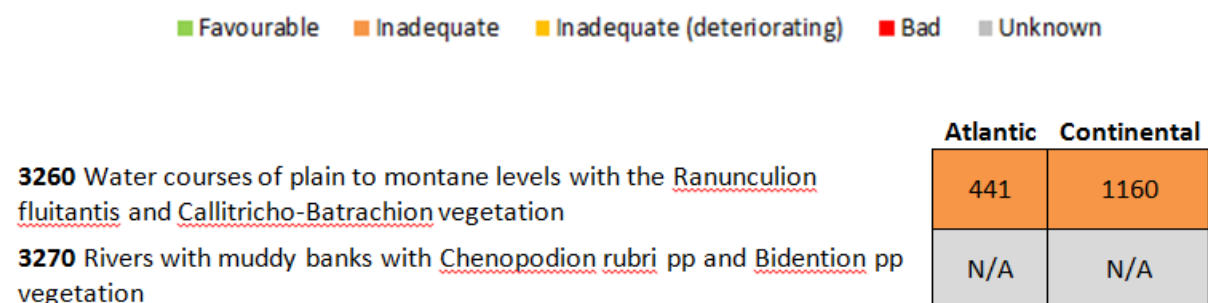 Favourable Inadequate Inadequate (deteriorating) Bad Unknown
Atlantic Continental
3260 Water courses of plain to montane levels with the Ranunculion
fluitantis and Callitricho-Batrachion vegetation
441 1160
3270 Rivers with muddy banks with Chenopodion rubri pp and Bidention pp
vegetation
N/A N/A